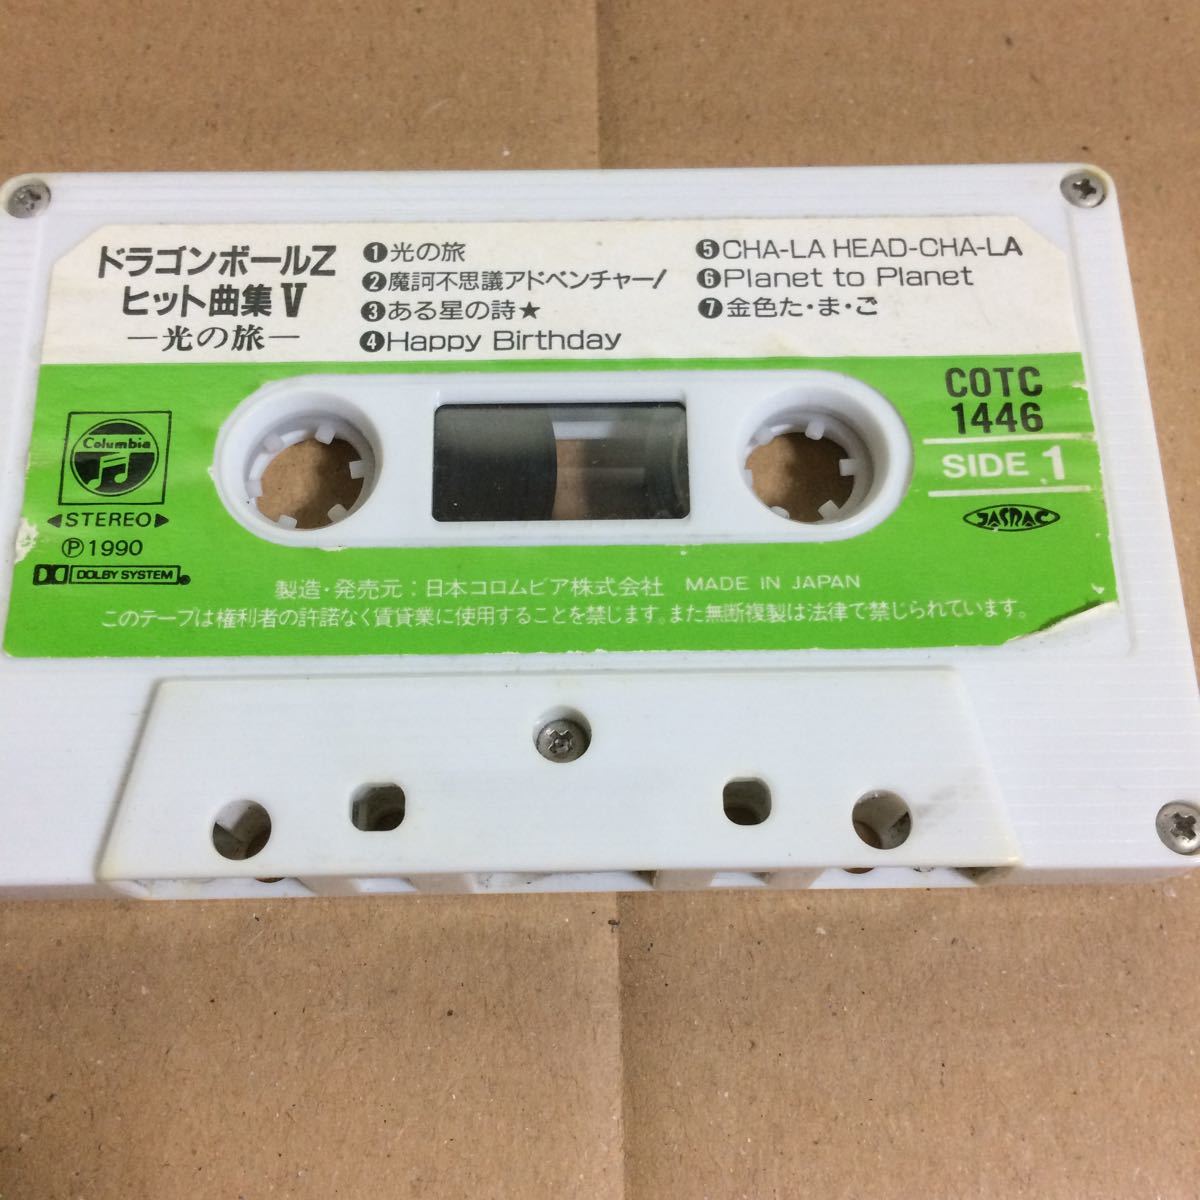 ドラゴンボールZ
ヒット曲集 V
―光の旅―
❶光の旅
❷魔訶不思議アドベンチャー!
❸ある星の詩★
❹Happy Birthday
❺CHA-LA HEAD-CHA-LA
❻Planet to Planet
❼金色た・ま・ご
COTC
1446
SIDE 1
JASRAC
Columbia
◀STEREO▶
Ⓟ1990
DOLBY SYSTEM
製造・発売元：日本コロムビア株式会社 MADE IN JAPAN
このテープは権利者の許諾なく賃貸業に使用することを禁じます。また無断複製は法律で禁じられています。